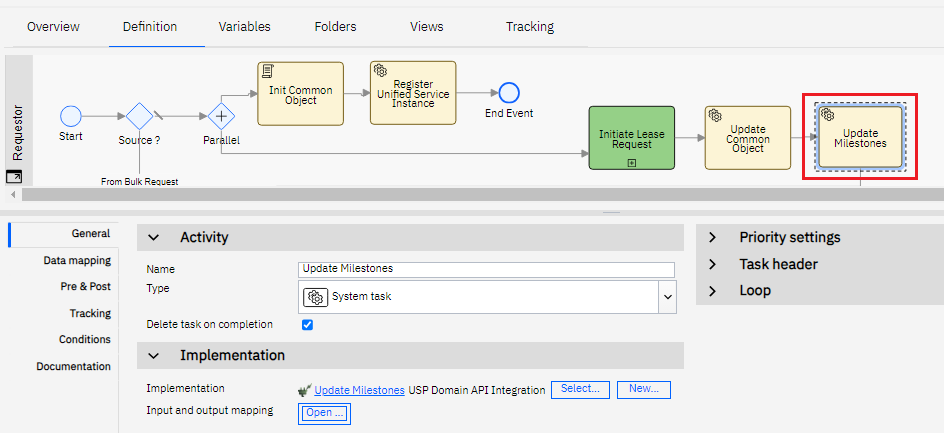 Overview Definition Variables Folders Views Tracking
Requestor
Start
Source ?
From Bulk Request
Parallel
Init Common
Object
Register
Unified Service
Instance
End Event
Initiate Lease
Request
Update
Common
Object
Update
Milestones
General
Data mapping
Pre & Post
Tracking
Conditions
Documentation
Activity
Name Update Milestones
Type System task
Delete task on completion
Implementation
Implementation Update Milestones USP Domain API Integration Select... New...
Input and output mapping Open ...
Priority settings
Task header
Loop